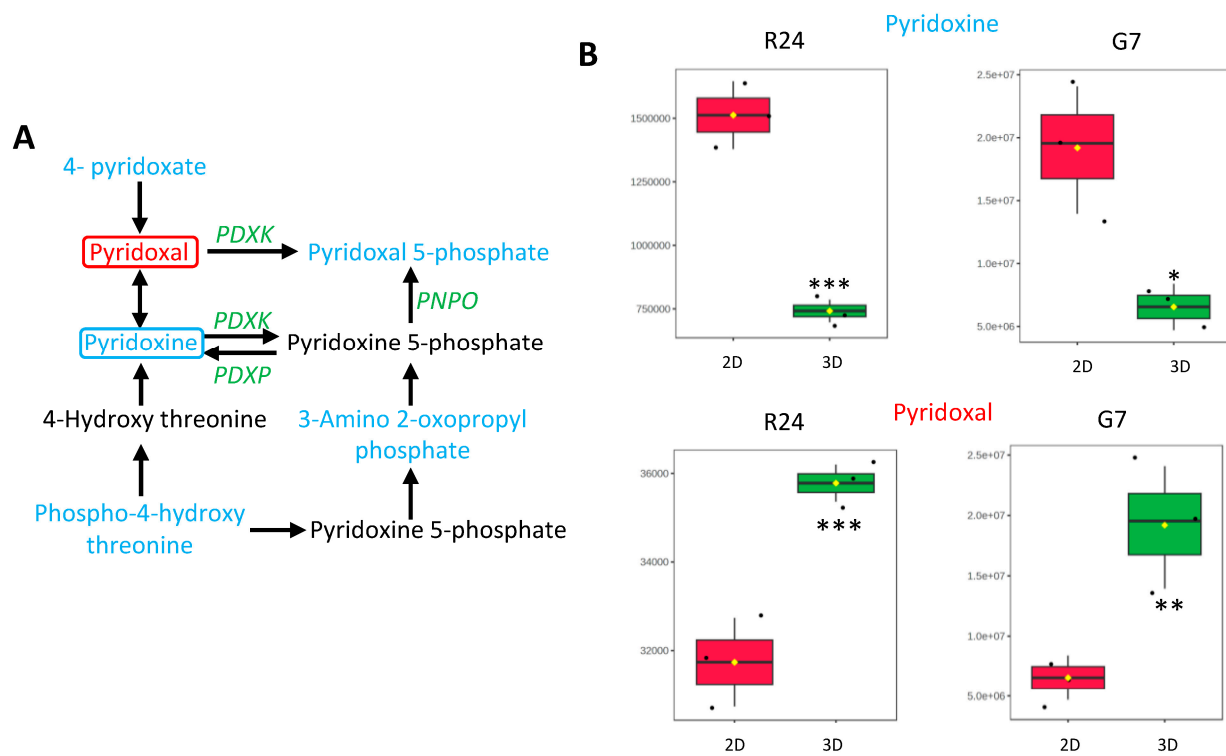 A
4- pyridoxate
Pyridoxal
PDXK
Pyridoxal 5-phosphate
PNPO
Pyridoxine
PDXK
PDXP
Pyridoxine 5-phosphate
4-Hydroxy threonine
3-Amino 2-oxopropyl
phosphate
Phospho-4-hydroxy
threonine
Pyridoxine 5-phosphate
B
Pyridoxine
R24
1500000
1250000
1000000
750000
***
2D
3D
G7
2.5e+07
2.0e+07
1.5e+07
1.0e+07
5.0e+06
*
2D
3D
Pyridoxal
R24
36000
34000
32000
***
2D
3D
G7
2.5e+07
2.0e+07
1.5e+07
1.0e+07
5.0e+06
**
2D
3D